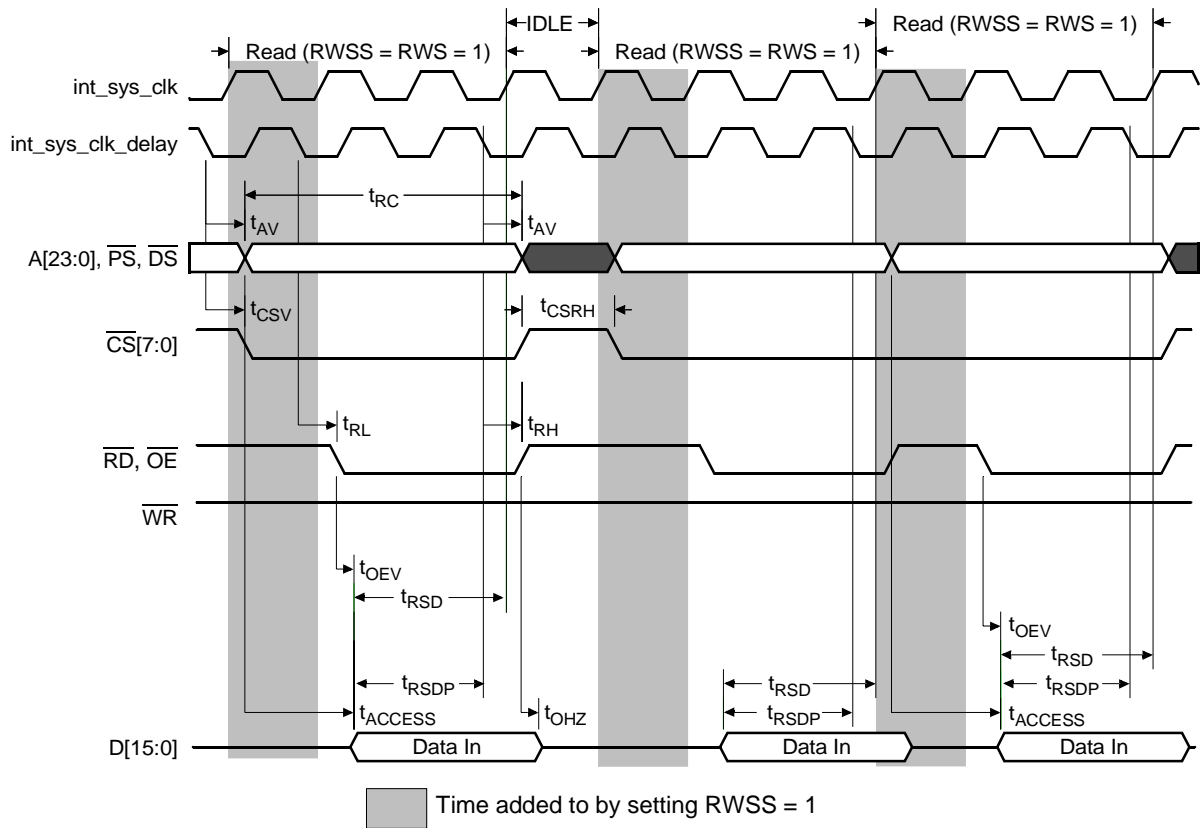 IDLE
Read (RWSS = RWS = 1)
Read (RWSS = RWS = 1)
Read (RWSS = RWS = 1)
int_sys_clk
int_sys_clk_delay
tRC
tAV
tAV
A[23:0], PS, DS
tCSV
tCSRH
CS[7:0]
tRL
tRH
RD, OE
WR
tOEV
tRSD
tOEV
tRSD
tRSDP
tRSD
tRSDP
tACCESS
tOHZ
tRSDP
tACCESS
D[15:0]
Data In
Data In
Data In
Time added to by setting RWSS = 1